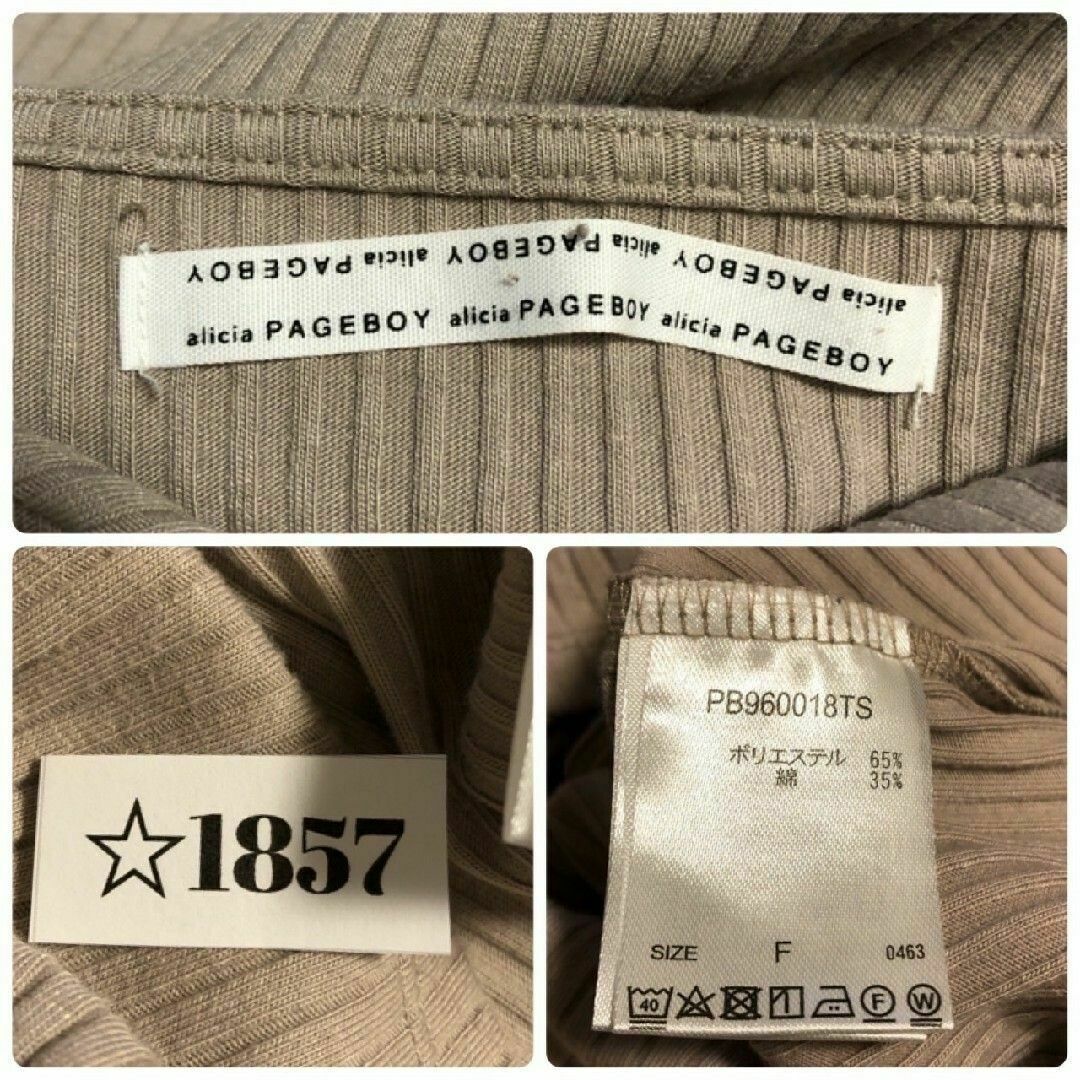 alicia PAGEBOY alicia PAGEBOY alicia PAGEBOY
alicia PAGEBOY alicia PAGEBOY alicia PAGEBOY
☆1857
PB960018TS
ポリエステル 65%
綿 35%
SIZE F 0463
40 F W